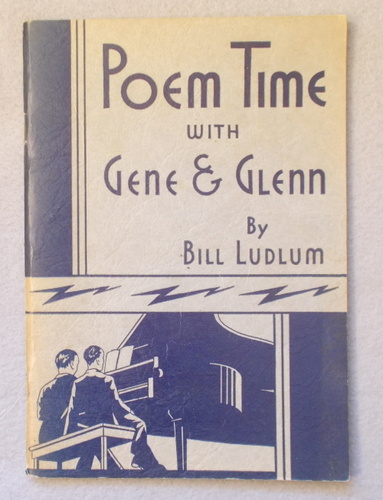 Poem Time
with
Gene & Glenn
By
Bill Ludlum